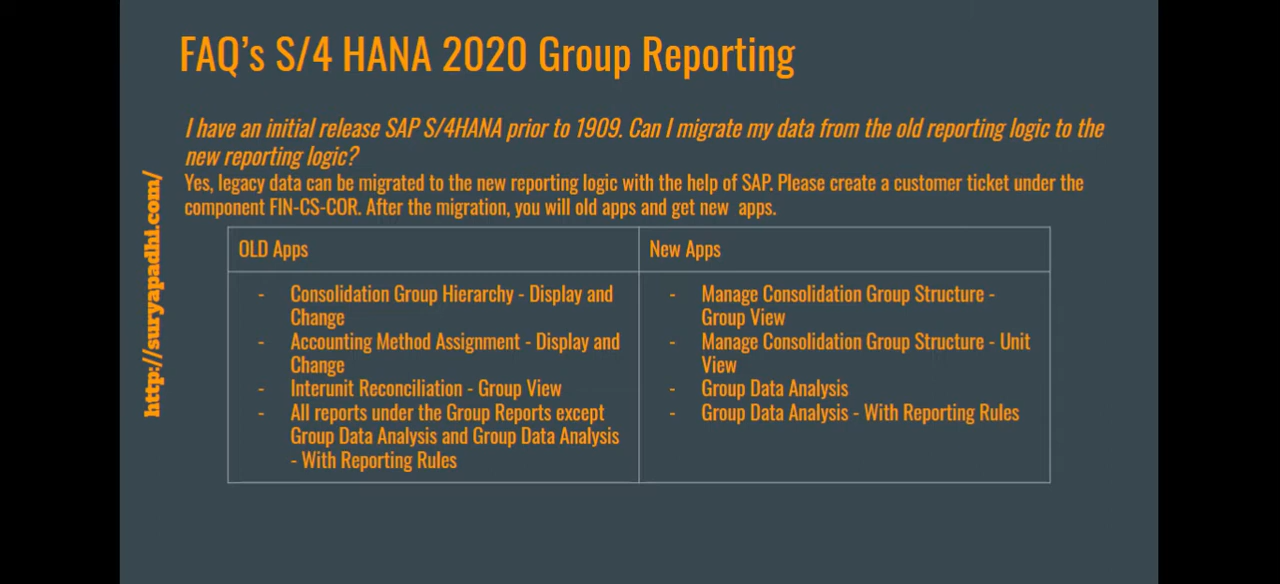 FAQ's S/4 HANA 2020 Group Reporting
I have an initial release SAP S/4HANA prior to 1909. Can I migrate my data from the old reporting logic to the
new reporting logic?
Yes, legacy data can be migrated to the new reporting logic with the help of SAP. Please create a customer ticket under the
component FIN-CS-COR. After the migration, you will old apps and get new apps.
http://suryapadhi.com/
OLD Apps
- Consolidation Group Hierarchy - Display and
Change
- Accounting Method Assignment - Display and
Change
- Interunit Reconciliation - Group View
- All reports under the Group Reports except
Group Data Analysis and Group Data Analysis
- With Reporting Rules
New Apps
- Manage Consolidation Group Structure -
Group View
- Manage Consolidation Group Structure - Unit
View
- Group Data Analysis
- Group Data Analysis - With Reporting Rules